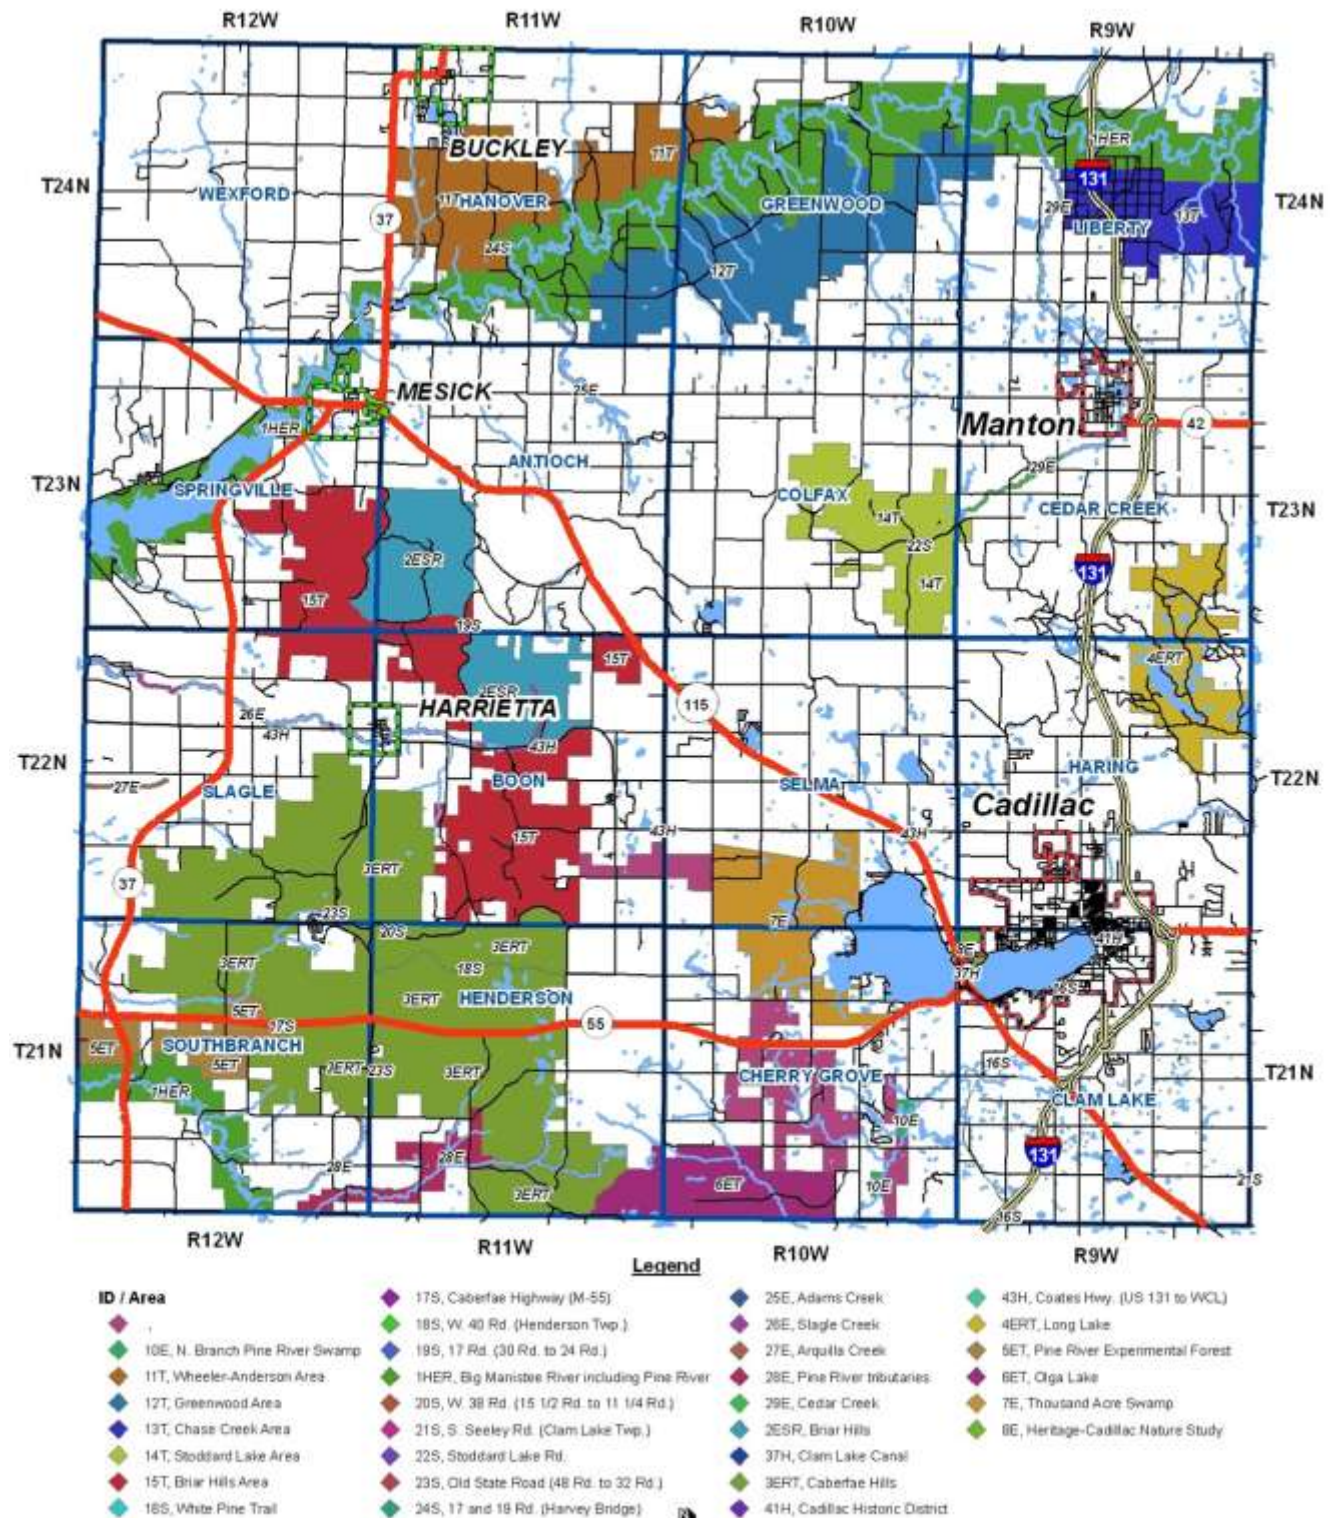 R12W
R11W
R10W
R9W
1HER
BUCKLEY
11T
131
T24N
WEXFORD
11T
HANOVER
GREENWOOD
29E
13T
T24N
37
LIBERTY
24S
12T
MESICK
25E
1HER
Manton
42
ANTIOCH
29E
T23N
SPRINGVILLE
COLFAX
CEDAR CREEK
T23N
14T
22S
2ESR
131
14T
15T
19S
15T
4ERT
2ESR
HARRIETTA
115
26E
43H
43H
T22N
27E
SLAGLE
BOON
SELMA
HARING
T22N
Cadillac
15T
43H
43H
3ERT
37
23S
7E
20S
3ERT
8E
41H
3ERT
18S
37H
3ERT
HENDERSON
16S
5ET
17S
55
T21N
5ET
SOUTHBRANCH
5ET
3ERT
23S
3ERT
16S
T21N
1HER
CHERRY GROVE
CLAM LAKE
10E
131
28E
28E
6ET
10E
3ERT
21S
16S
R12W
R11W
R10W
R9W
Legend
ID / Area
,
10E, N. Branch Pine River Swamp
11T, Wheeler-Anderson Area
12T, Greenwood Area
13T, Chase Creek Area
14T, Stoddard Lake Area
15T, Briar Hills Area
16S, White Pine Trail
17S, Caberfae Highway (M-55)
18S, W. 40 Rd. (Henderson Twp.)
19S, 17 Rd. (30 Rd. to 24 Rd.)
1HER, Big Manistee River including Pine River
20S, W. 38 Rd. (15 1/2 Rd. to 11 1/4 Rd.)
21S, S. Seeley Rd. (Clam Lake Twp.)
22S, Stoddard Lake Rd.
23S, Old State Road (48 Rd. to 32 Rd.)
24S, 17 and 19 Rd. (Harvey Bridge)
25E, Adams Creek
26E, Slagle Creek
27E, Arquilla Creek
28E, Pine River tributaries
29E, Cedar Creek
2ESR, Briar Hills
37H, Clam Lake Canal
3ERT, Caberfae Hills
41H, Cadillac Historic District
43H, Coates Hwy. (US 131 to WCL)
4ERT, Long Lake
5ET, Pine River Experimental Forest
6ET, Olga Lake
7E, Thousand Acre Swamp
8E, Heritage-Cadillac Nature Study